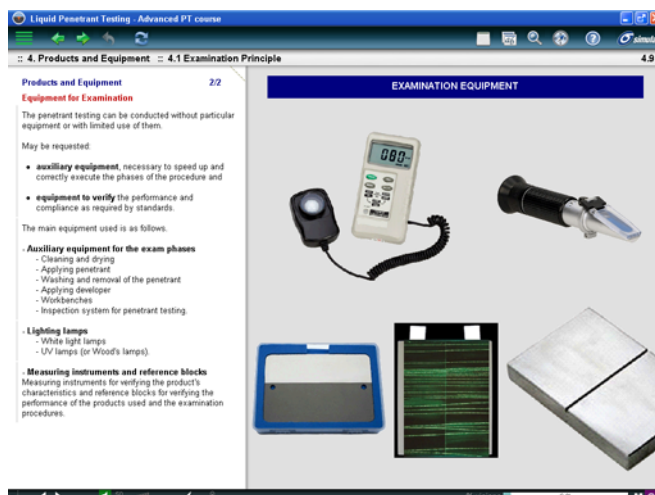 Liquid Penetrant Testing - Advanced PT course
:: 4. Products and Equipment :: 4.1 Examination Principle
4.9
Products and Equipment 2/2
Equipment for Examination
The penetrant testing can be conducted without particular
equipment or with limited use of them.
May be requested:
• auxiliary equipment, necessary to speed up and
correctly execute the phases of the procedure and
• equipment to verify the performance and
compliance as required by standards.
The main equipment used is as follows.
- Auxiliary equipment for the exam phases
- Cleaning and drying
- Applying penetrant
- Washing and removal of the penetrant
- Applying developer
- Workbenches
- Inspection system for penetrant testing.
- Lighting lamps
- White light lamps
- UV lamps (or Wood's lamps).
- Measuring instruments and reference blocks
Measuring instruments for verifying the product's
characteristics and reference blocks for verifying the
performance of the products used and the examination
procedures.
EXAMINATION EQUIPMENT